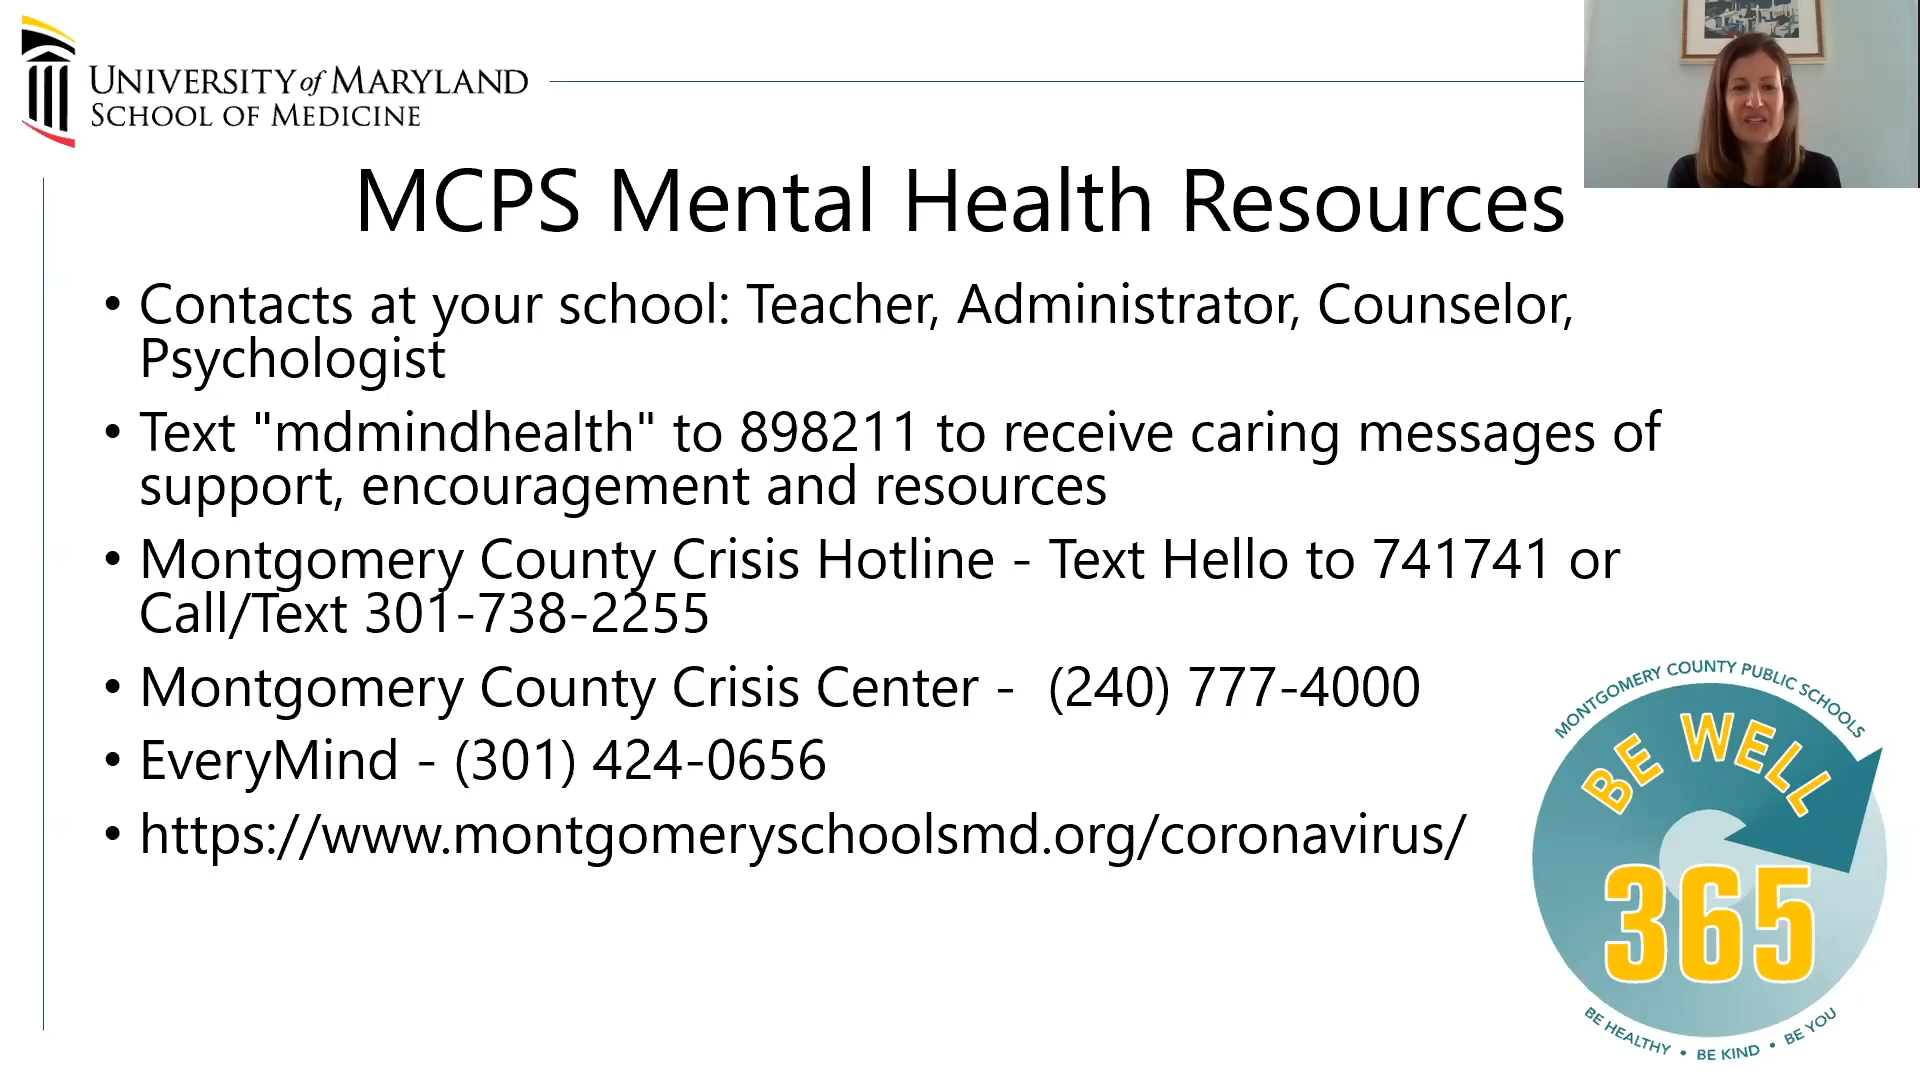 UNIVERSITY of MARYLAND
SCHOOL OF MEDICINE
MCPS Mental Health Resources
• Contacts at your school: Teacher, Administrator, Counselor,
Psychologist
• Text "mdmindhealth" to 898211 to receive caring messages of
support, encouragement and resources
• Montgomery County Crisis Hotline - Text Hello to 741741 or
Call/Text 301-738-2255
• Montgomery County Crisis Center -  (240) 777-4000
• EveryMind - (301) 424-0656
• https://www.montgomeryschoolsmd.org/coronavirus/
MONTGOMERY COUNTY PUBLIC SCHOOLS
BE WELL
365
BE HEALTHY • BE KIND • BE YOU